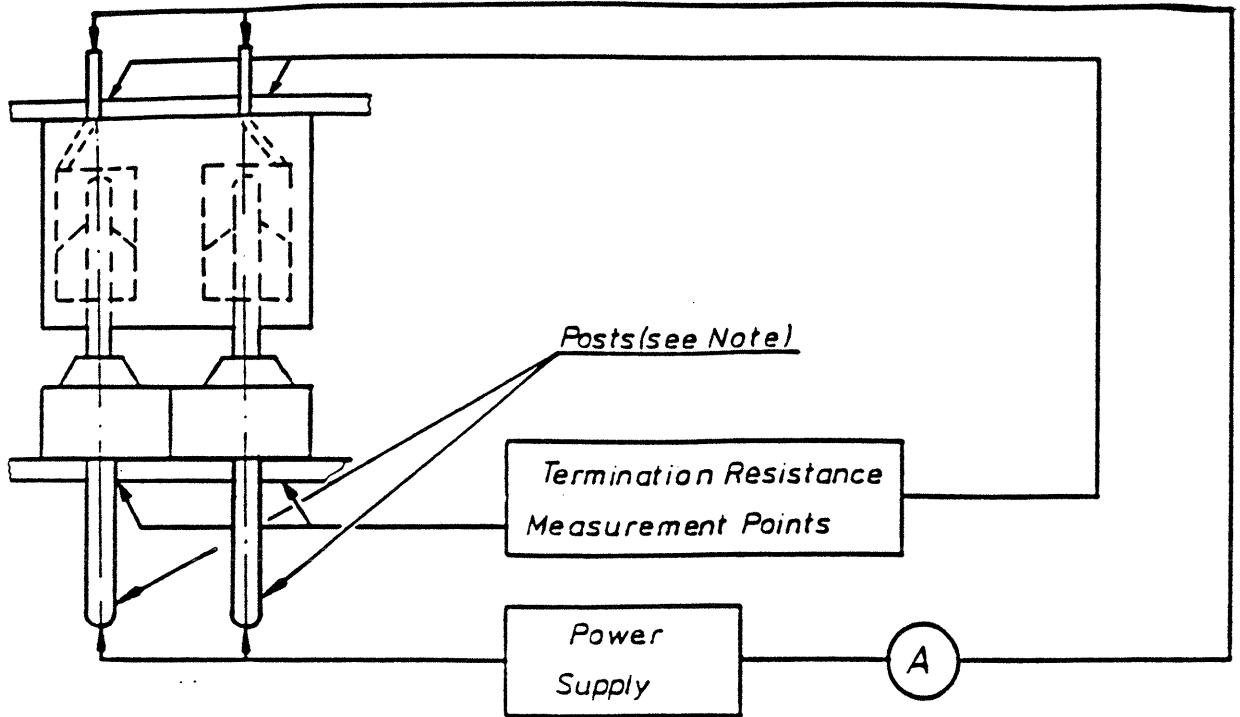 Posts(see Note)
Termination Resistance
Measurement Points
Power
Supply
A